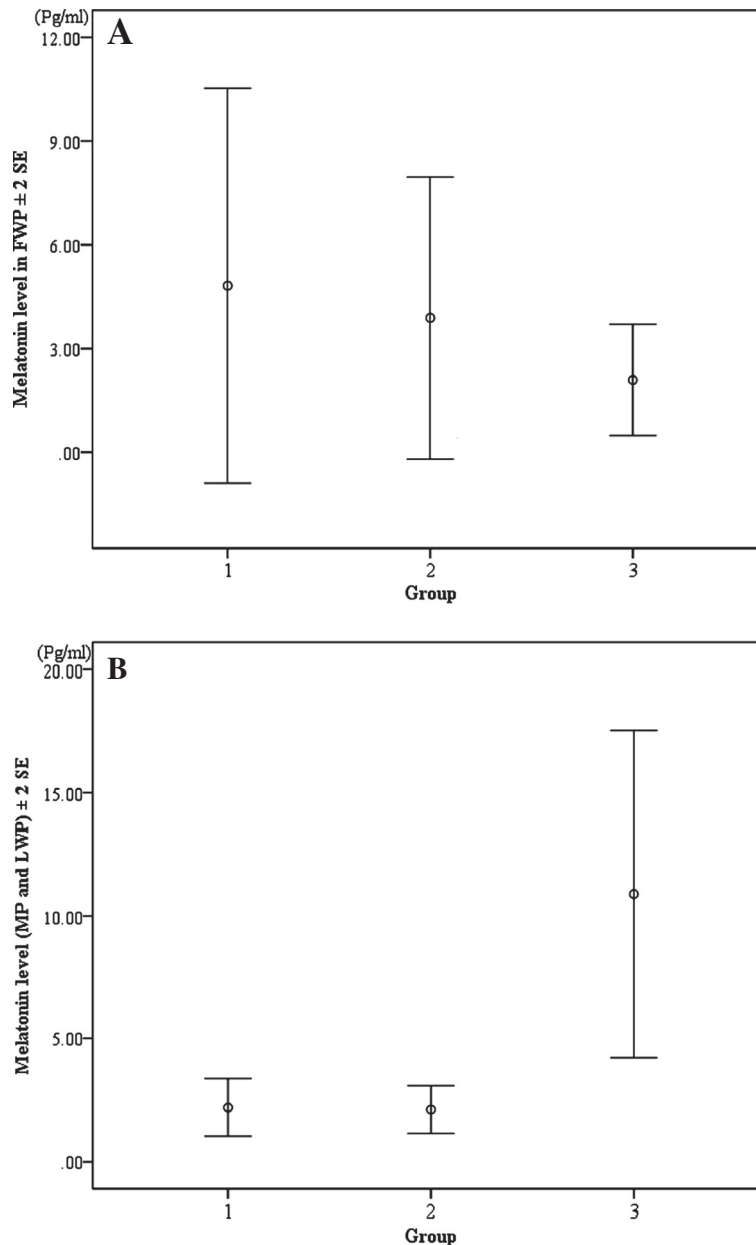 (Pg/ml)
A
12.00
9.00
6.00
3.00
.00
Melatonin level in FWP ± 2 SE
1 2 3
Group
(Pg/ml)
B
20.00
15.00
10.00
5.00
.00
Melatonin level (MP and LWP) ± 2 SE
1 2 3
Group